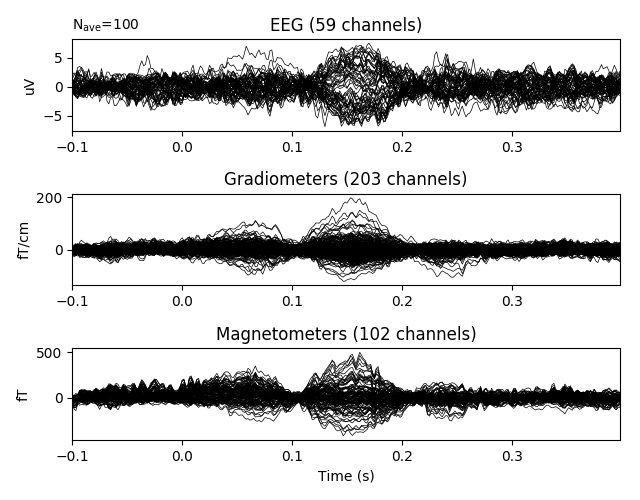 N_ave=100
EEG (59 channels)
5
0
−5
uV
−0.1 0.0 0.1 0.2 0.3
Gradiometers (203 channels)
200
0
fT/cm
−0.1 0.0 0.1 0.2 0.3
Magnetometers (102 channels)
500
0
fT
−0.1 0.0 0.1 0.2 0.3
Time (s)